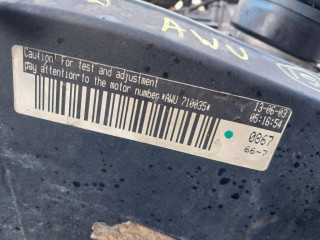 AWU
Caution! For test and adjustment
pay attention to the motor number *AWU 710035*
13-06-03
05:16:54
0867
66-7